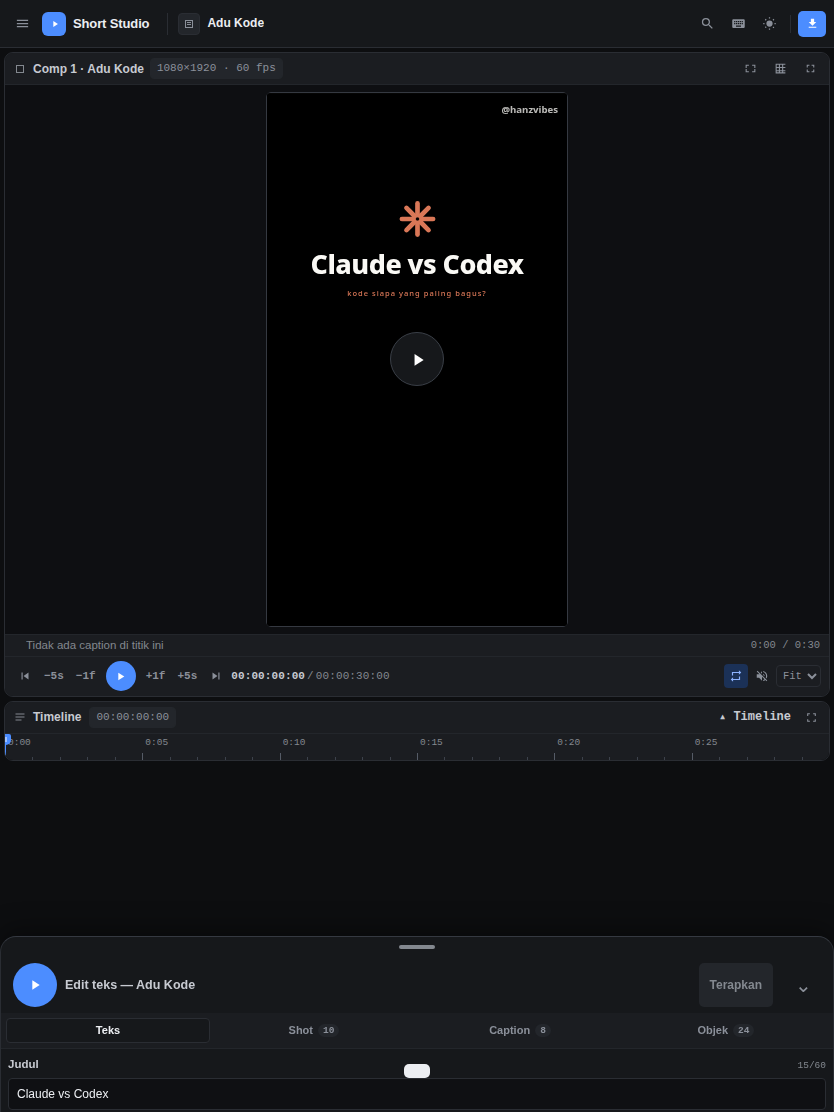 Short Studio
Adu Kode
Comp 1 · Adu Kode
1080×1920 · 60 fps
@hanzvibes
Claude vs Codex
kode siapa yang paling bagus?
Tidak ada caption di titik ini
0:00 / 0:30
−5s −1f +1f +5s 00:00:00:00 / 00:00:30:00 Fit
Timeline 00:00:00:00 ▲ Timeline
0:00 0:05 0:10 0:15 0:20 0:25
Edit teks — Adu Kode
Terapkan
Teks
Shot 10
Caption 8
Objek 24
Judul
15/60
Claude vs Codex